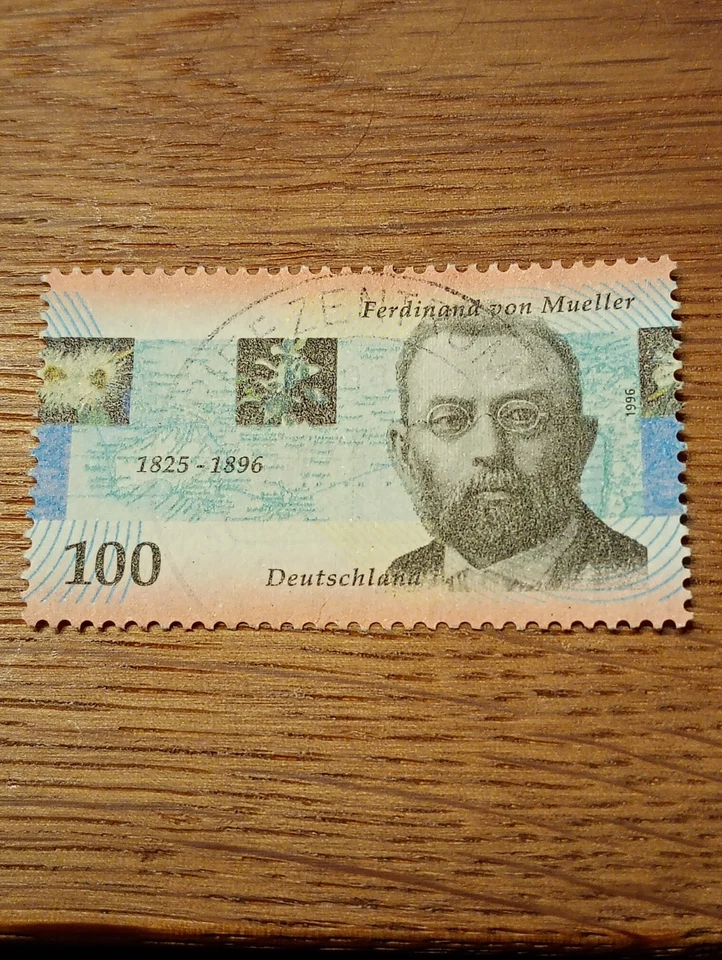 Ferdinand von Mueller
1996
1825 - 1896
100
Deutschland